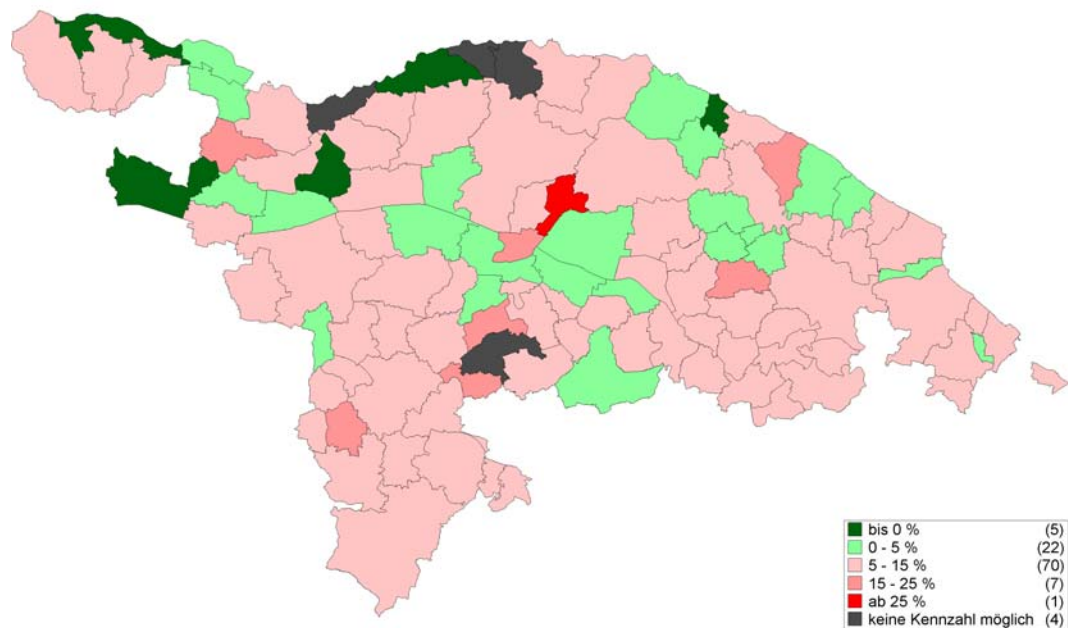 bis 0 % (5)
0 - 5 % (22)
5 - 15 % (70)
15 - 25 % (7)
ab 25 % (1)
keine Kennzahl möglich (4)